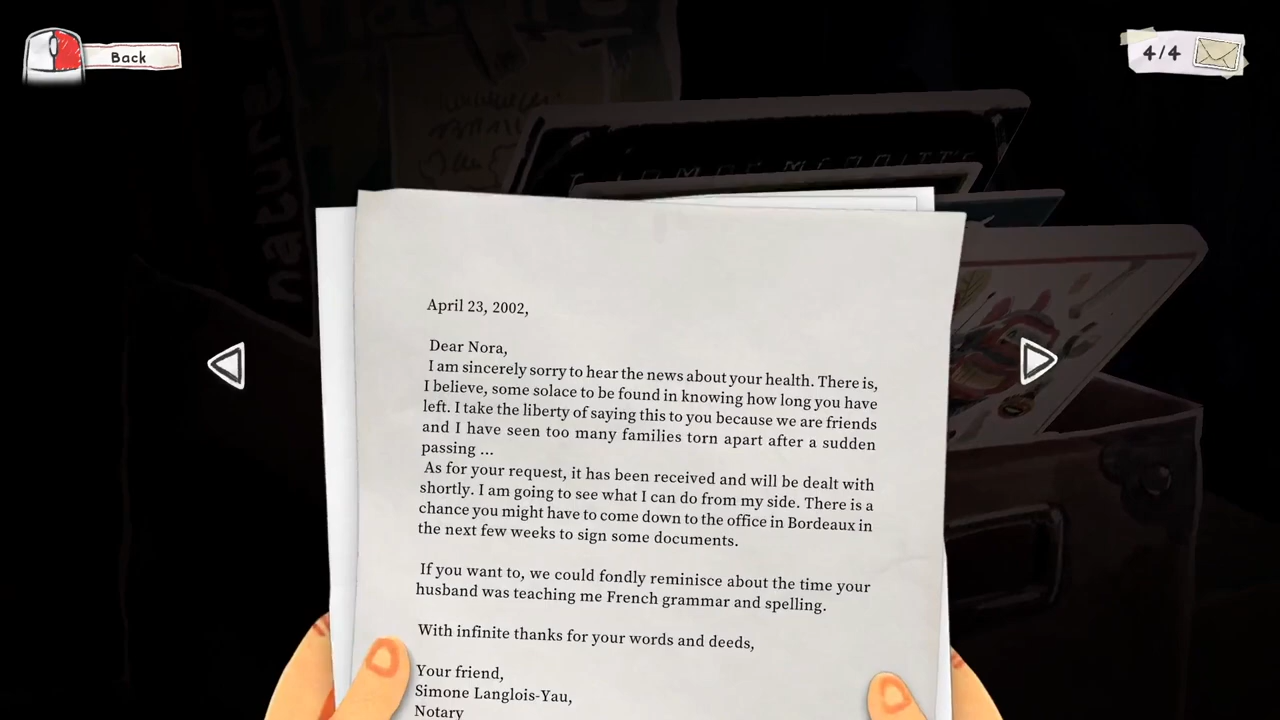 Back
4/4
natura
April 23, 2002,
Dear Nora,
I am sincerely sorry to hear the news about your health. There is,
I believe, some solace to be found in knowing how long you have
left. I take the liberty of saying this to you because we are friends
and I have seen too many families torn apart after a sudden
passing ...
As for your request, it has been received and will be dealt with
shortly. I am going to see what I can do from my side. There is a
chance you might have to come down to the office in Bordeaux in
the next few weeks to sign some documents.
If you want to, we could fondly reminisce about the time your
husband was teaching me French grammar and spelling.
With infinite thanks for your words and deeds,
Your friend,
Simone Langlois-Yau,
Notary